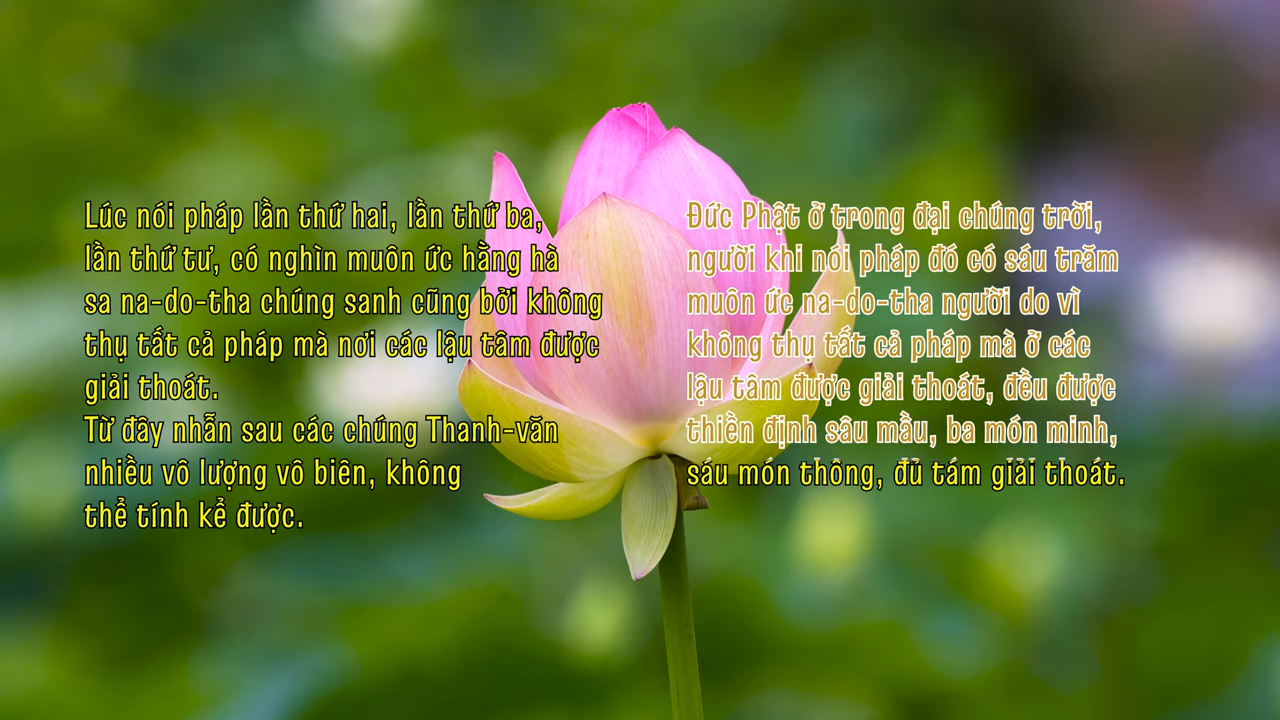 Lúc nói pháp lần thứ hai, lần thứ ba,
lần thứ tư, có nghìn muôn ức hằng hà
sa na-do-tha chúng sanh cũng bởi không
thụ tất cả pháp mà nơi các lậu tâm được
giải thoát.
Từ đây nhẫn sau các chúng Thanh-văn
nhiều vô lượng vô biên, không
thể tính kể được.
Đức Phật ở trong đại chúng trời,
người khi nói pháp đó có sáu trăm
muôn ức na-do-tha người do vì
không thụ tất cả pháp mà ở các
lậu tâm được giải thoát, đều được
thiền định sâu mầu, ba món minh,
sáu món thông, đủ tám giải thoát.